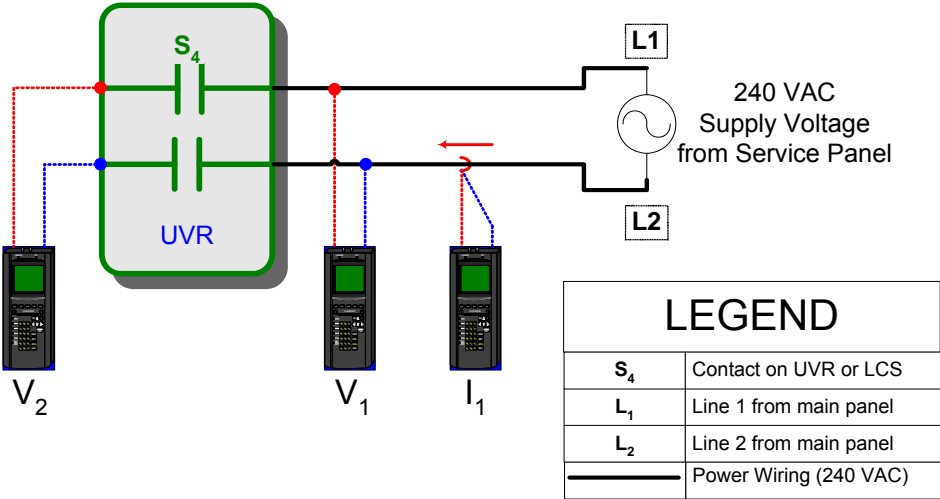 L1
S4
240 VAC
Supply Voltage
from Service Panel
L2
UVR
V2
V1
I1
LEGEND
S4 Contact on UVR or LCS
L1 Line 1 from main panel
L2 Line 2 from main panel
Power Wiring (240 VAC)